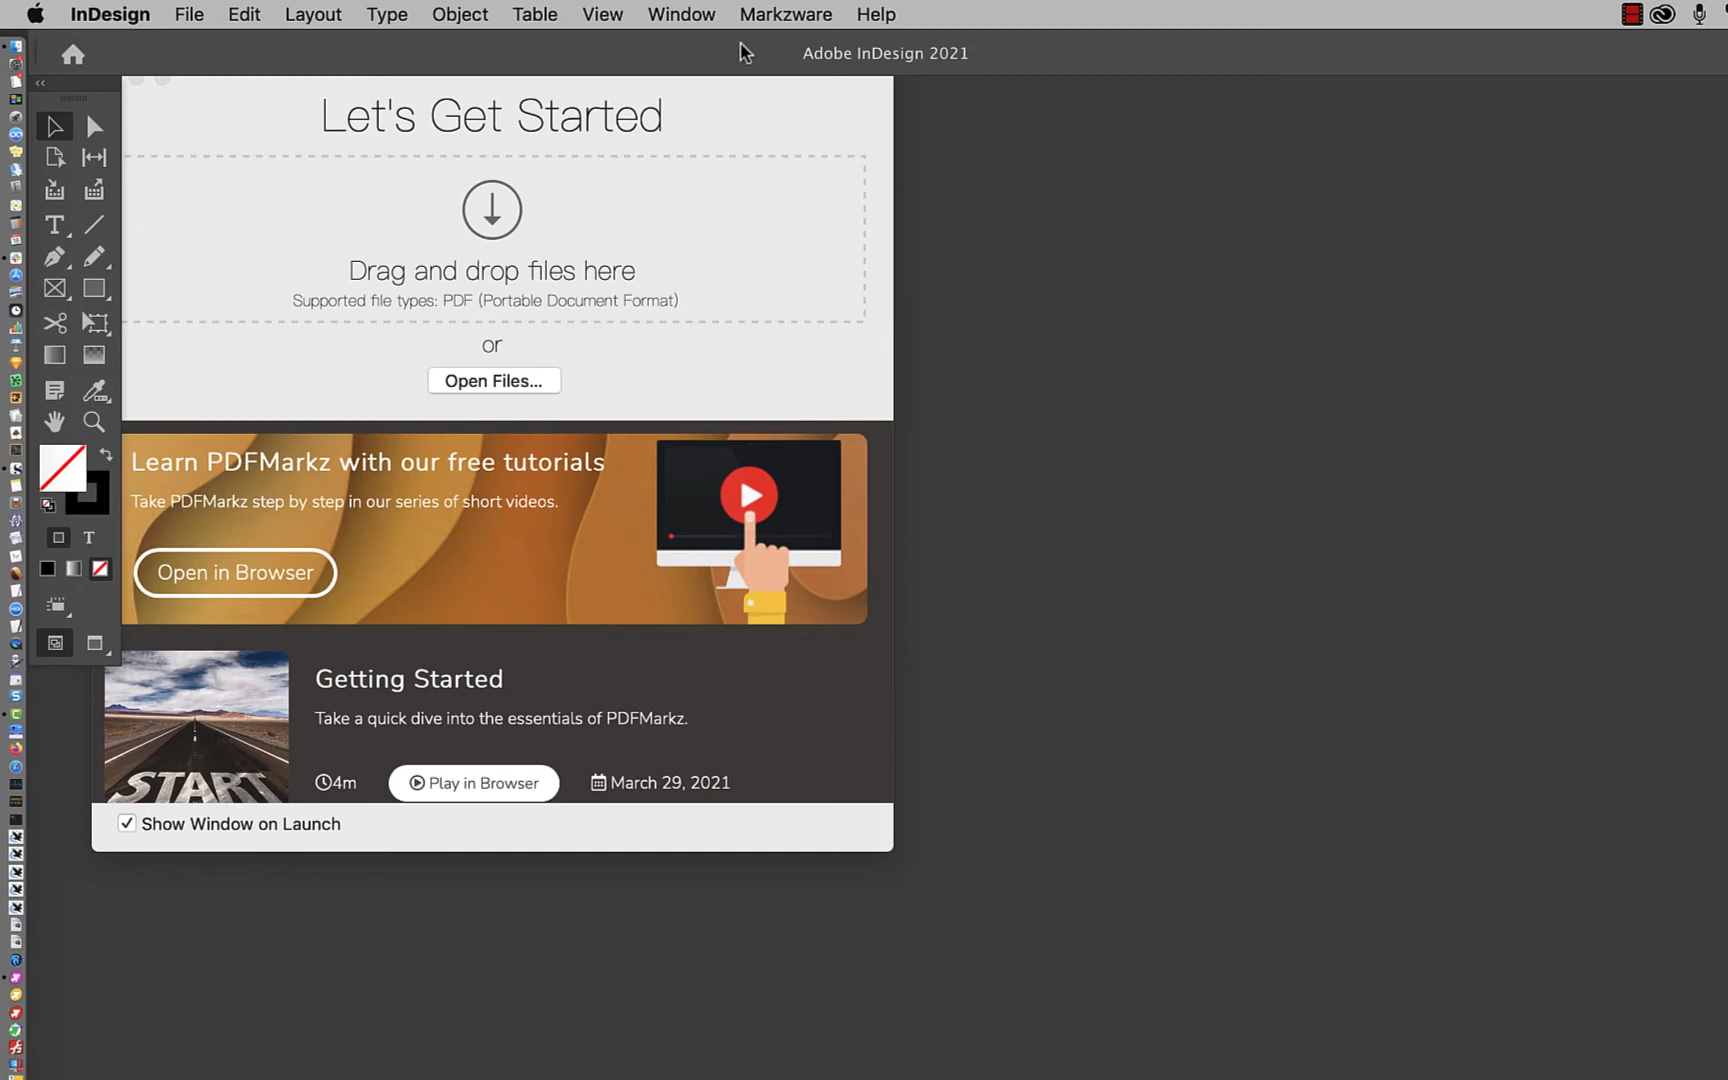 InDesign File Edit Layout Type Object Table View Window Markzware Help
Adobe InDesign 2021
Let's Get Started
Drag and drop files here
Supported file types: PDF (Portable Document Format)
or
Open Files...
Learn PDFMarkz with our free tutorials
Take PDFMarkz step by step in our series of short videos.
Open in Browser
START
Getting Started
Take a quick dive into the essentials of PDFMarkz.
4m Play in Browser March 29, 2021
Show Window on Launch